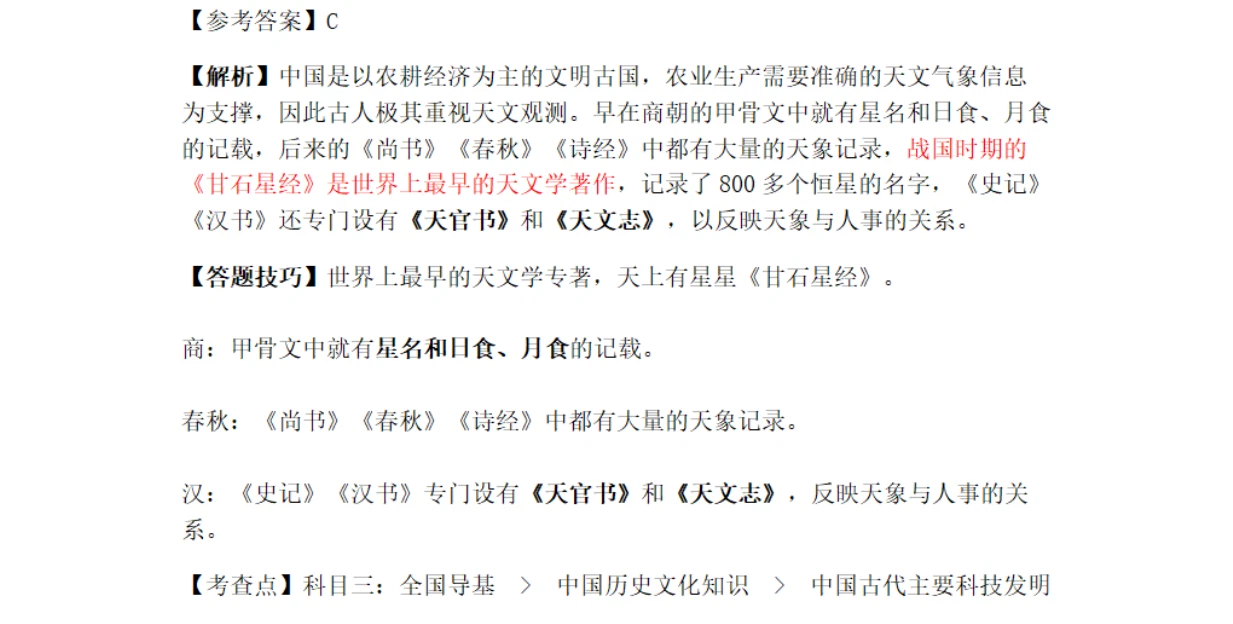 【参考答案】C
【解析】中国是以农耕经济为主的文明古国，农业生产需要准确的天文气象信息
为支撑，因此古人极其重视天文观测。早在商朝的甲骨文中就有星名和日食、月食
的记载，后来的《尚书》《春秋》《诗经》中都有大量的天象记录，战国时期的
《甘石星经》是世界上最早的天文学著作，记录了 800 多个恒星的名字，《史记》
《汉书》还专门设有《天官书》和《天文志》，以反映天象与人事的关系。
【答题技巧】世界上最早的天文学专著，天上有星星《甘石星经》。
商：甲骨文中就有星名和日食、月食的记载。
春秋：《尚书》《春秋》《诗经》中都有大量的天象记录。
汉：《史记》《汉书》专门设有《天官书》和《天文志》，反映天象与人事的关
系。
【考查点】科目三：全国导基 > 中国历史文化知识 > 中国古代主要科技发明